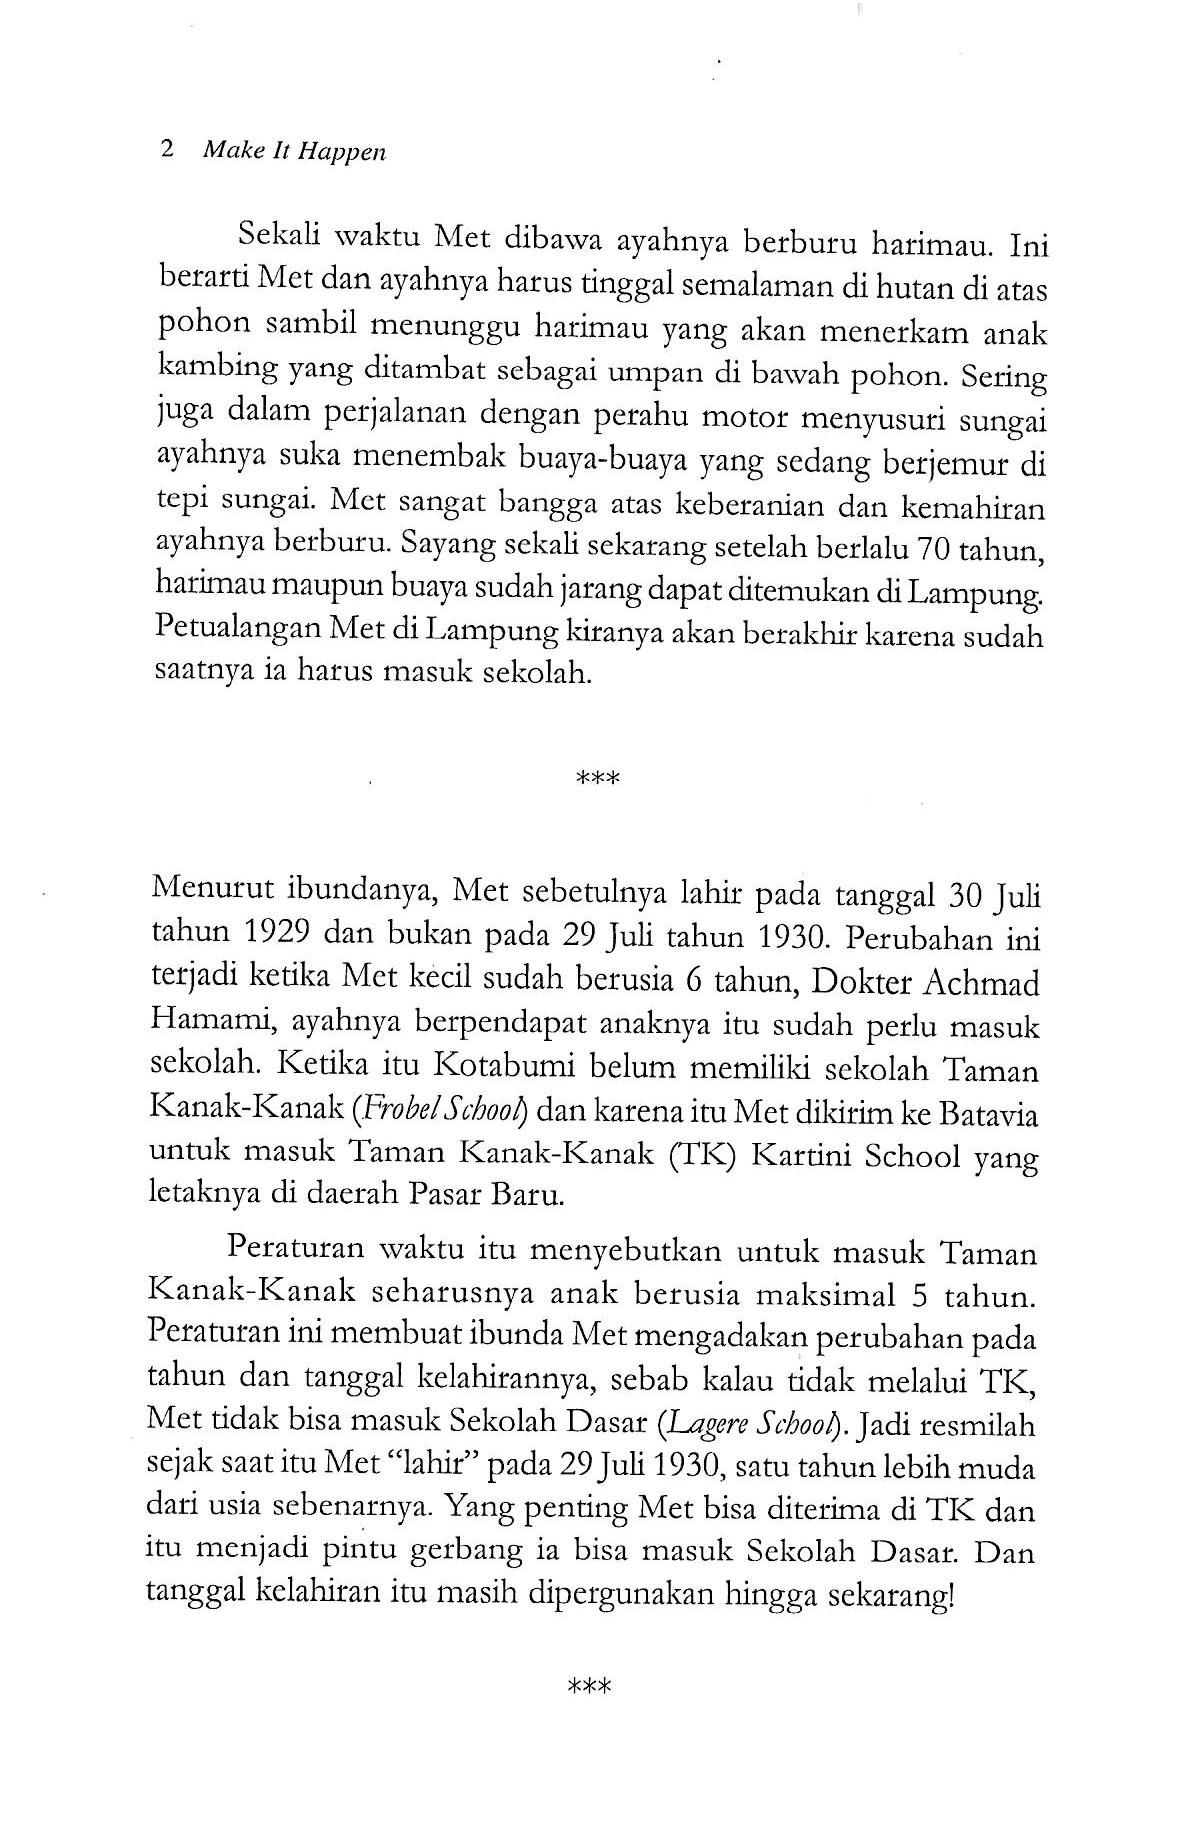 2 Make It Happen
Sekali waktu Met dibawa ayahnya berburu harimau. Ini
berarti Met dan ayahnya harus tinggal semalaman di hutan di atas
pohon sambil menunggu harimau yang akan menerkam anak
kambing yang ditambat sebagai umpan di bawah pohon. Sering
juga dalam perjalanan dengan perahu motor menyusuri sungai
ayahnya suka menembak buaya-buaya yang sedang berjemur di
tepi sungai. Met sangat bangga atas keberanian dan kemahiran
ayahnya berburu. Sayang sekali sekarang setelah berlalu 70 tahun,
harimau maupun buaya sudah jarang dapat ditemukan di Lampung.
Petualangan Met di Lampung kiranya akan berakhir karena sudah
saatnya ia harus masuk sekolah.
***
Menurut ibundanya, Met sebetulnya lahir pada tanggal 30 Juli
tahun 1929 dan bukan pada 29 Juli tahun 1930. Perubahan ini
terjadi ketika Met kecil sudah berusia 6 tahun, Dokter Achmad
Hamami, ayahnya berpendapat anaknya itu sudah perlu masuk
sekolah. Ketika itu Kotabumi belum memiliki sekolah Taman
Kanak-Kanak (Frobel School) dan karena itu Met dikirim ke Batavia
untuk masuk Taman Kanak-Kanak (TK) Kartini School yang
letaknya di daerah Pasar Baru.
Peraturan waktu itu menyebutkan untuk masuk Taman
Kanak-Kanak seharusnya anak berusia maksimal 5 tahun.
Peraturan ini membuat ibunda Met mengadakan perubahan pada
tahun dan tanggal kelahirannya, sebab kalau tidak melalui TK,
Met tidak bisa masuk Sekolah Dasar (Lagere School). Jadi resmilah
sejak saat itu Met “lahir” pada 29 Juli 1930, satu tahun lebih muda
dari usia sebenarnya. Yang penting Met bisa diterima di TK dan
itu menjadi pintu gerbang ia bisa masuk Sekolah Dasar. Dan
tanggal kelahiran itu masih dipergunakan hingga sekarang!
***